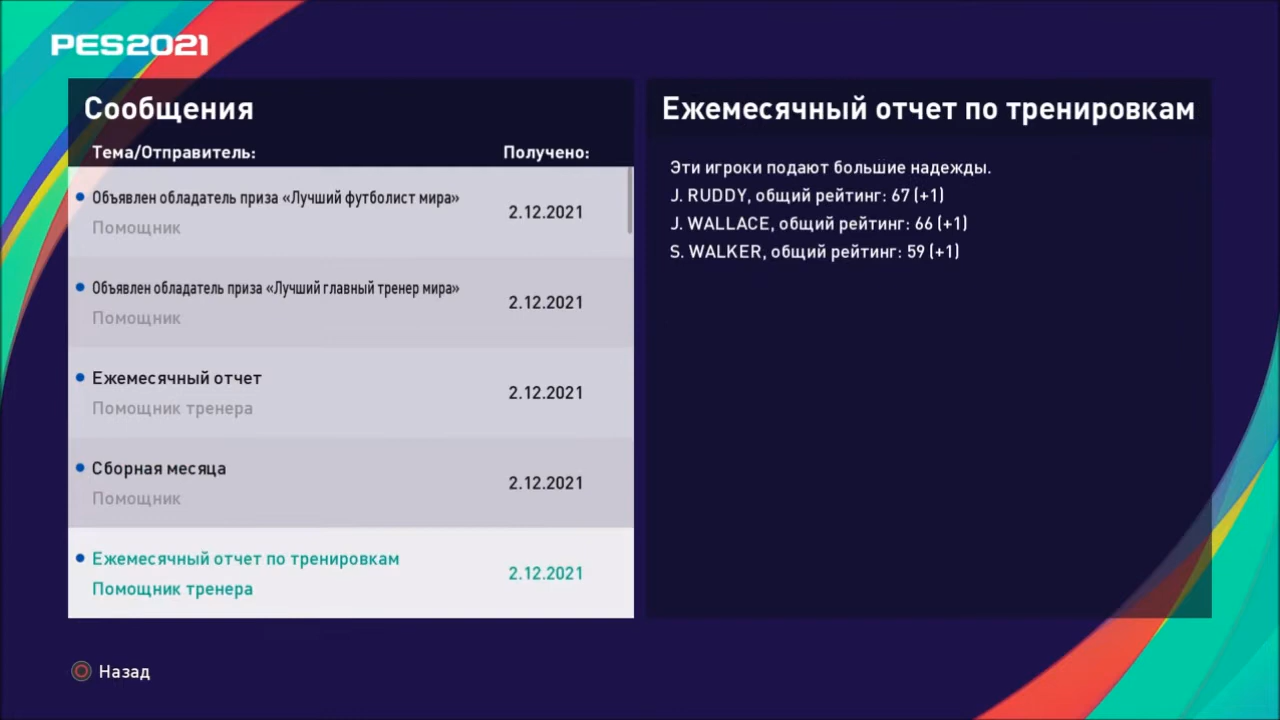 PES2021
Сообщения
Тема/Отправитель: Получено:
Объявлен обладатель приза «Лучший футболист мира»
Помощник
2.12.2021
Объявлен обладатель приза «Лучший главный тренер мира»
Помощник
2.12.2021
Ежемесячный отчет
Помощник тренера
2.12.2021
Сборная месяца
Помощник
2.12.2021
Ежемесячный отчет по тренировкам
Помощник тренера
2.12.2021
Ежемесячный отчет по тренировкам
Эти игроки подают большие надежды.
J. RUDDY, общий рейтинг: 67 (+1)
J. WALLACE, общий рейтинг: 66 (+1)
S. WALKER, общий рейтинг: 59 (+1)
Назад